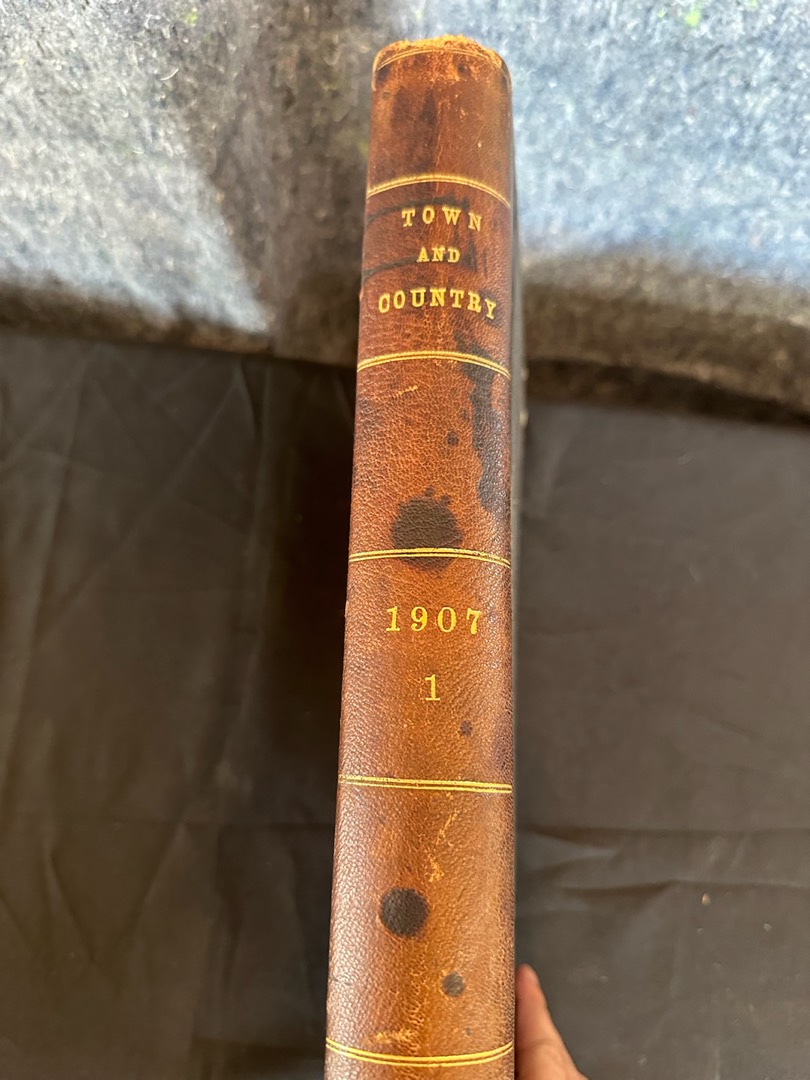 TOWN
AND
COUNTRY
1907
1